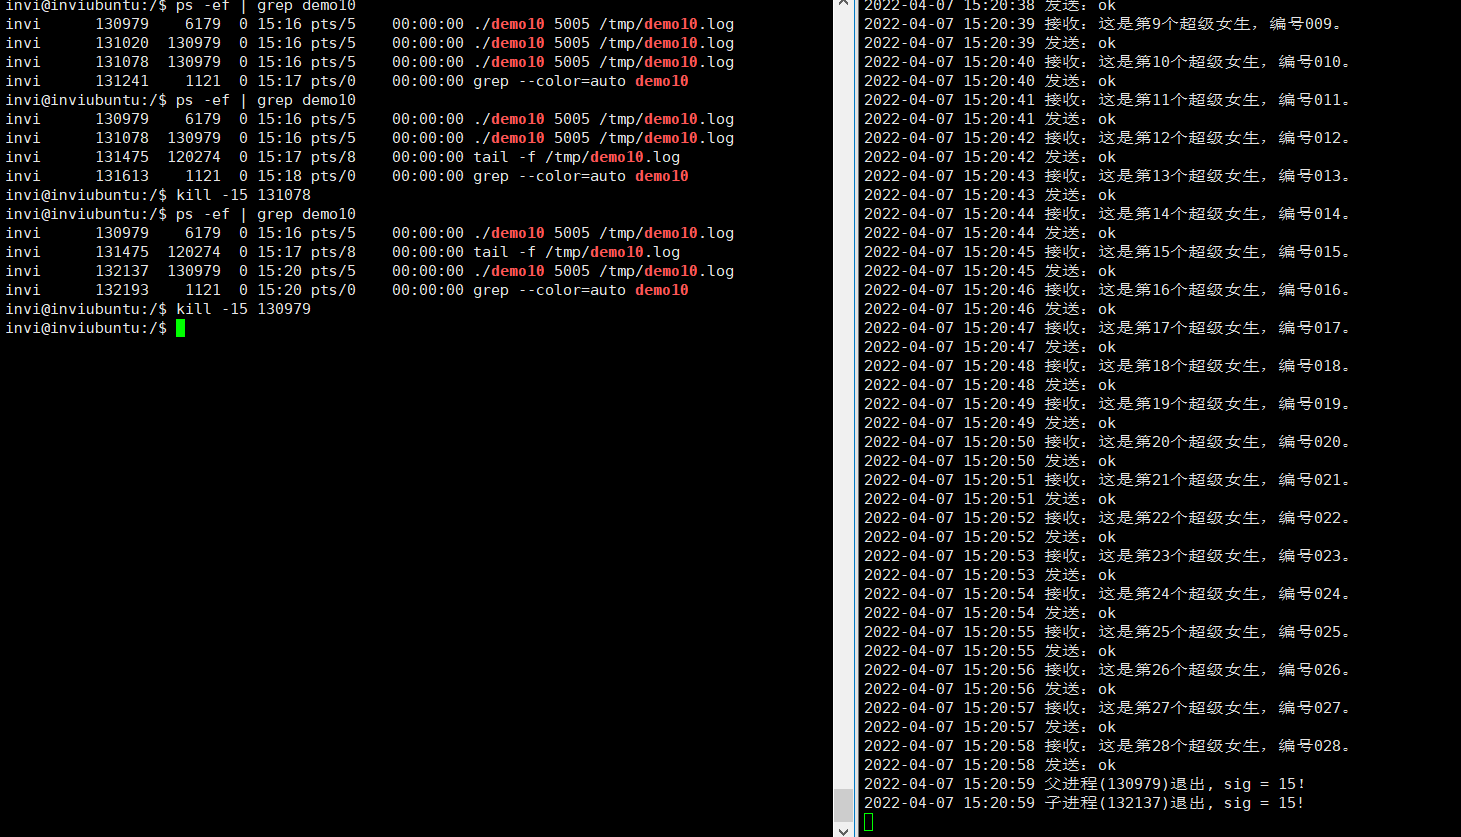 invi@inviubuntu:/$ ps -ef | grep demo10
invi      130979    6179  0 15:16 pts/5    00:00:00 ./demo10 5005 /tmp/demo10.log
invi      131020  130979  0 15:16 pts/5    00:00:00 ./demo10 5005 /tmp/demo10.log
invi      131078  130979  0 15:16 pts/5    00:00:00 ./demo10 5005 /tmp/demo10.log
invi      131241    1121  0 15:17 pts/0    00:00:00 grep --color=auto demo10
invi@inviubuntu:/$ ps -ef | grep demo10
invi      130979    6179  0 15:16 pts/5    00:00:00 ./demo10 5005 /tmp/demo10.log
invi      131078  130979  0 15:16 pts/5    00:00:00 ./demo10 5005 /tmp/demo10.log
invi      131475  120274  0 15:17 pts/8    00:00:00 tail -f /tmp/demo10.log
invi      131613    1121  0 15:18 pts/0    00:00:00 grep --color=auto demo10
invi@inviubuntu:/$ kill -15 131078
invi@inviubuntu:/$ ps -ef | grep demo10
invi      130979    6179  0 15:16 pts/5    00:00:00 ./demo10 5005 /tmp/demo10.log
invi      131475  120274  0 15:17 pts/8    00:00:00 tail -f /tmp/demo10.log
invi      132137  130979  0 15:20 pts/5    00:00:00 ./demo10 5005 /tmp/demo10.log
invi      132193    1121  0 15:20 pts/0    00:00:00 grep --color=auto demo10
invi@inviubuntu:/$ kill -15 130979
invi@inviubuntu:/$
2022-04-07 15:20:38 发送：ok
2022-04-07 15:20:39 接收：这是第9个超级女生，编号009。
2022-04-07 15:20:39 发送：ok
2022-04-07 15:20:40 接收：这是第10个超级女生，编号010。
2022-04-07 15:20:40 发送：ok
2022-04-07 15:20:41 接收：这是第11个超级女生，编号011。
2022-04-07 15:20:41 发送：ok
2022-04-07 15:20:42 接收：这是第12个超级女生，编号012。
2022-04-07 15:20:42 发送：ok
2022-04-07 15:20:43 接收：这是第13个超级女生，编号013。
2022-04-07 15:20:43 发送：ok
2022-04-07 15:20:44 接收：这是第14个超级女生，编号014。
2022-04-07 15:20:44 发送：ok
2022-04-07 15:20:45 接收：这是第15个超级女生，编号015。
2022-04-07 15:20:45 发送：ok
2022-04-07 15:20:46 接收：这是第16个超级女生，编号016。
2022-04-07 15:20:46 发送：ok
2022-04-07 15:20:47 接收：这是第17个超级女生，编号017。
2022-04-07 15:20:47 发送：ok
2022-04-07 15:20:48 接收：这是第18个超级女生，编号018。
2022-04-07 15:20:48 发送：ok
2022-04-07 15:20:49 接收：这是第19个超级女生，编号019。
2022-04-07 15:20:49 发送：ok
2022-04-07 15:20:50 接收：这是第20个超级女生，编号020。
2022-04-07 15:20:50 发送：ok
2022-04-07 15:20:51 接收：这是第21个超级女生，编号021。
2022-04-07 15:20:51 发送：ok
2022-04-07 15:20:52 接收：这是第22个超级女生，编号022。
2022-04-07 15:20:52 发送：ok
2022-04-07 15:20:53 接收：这是第23个超级女生，编号023。
2022-04-07 15:20:53 发送：ok
2022-04-07 15:20:54 接收：这是第24个超级女生，编号024。
2022-04-07 15:20:54 发送：ok
2022-04-07 15:20:55 接收：这是第25个超级女生，编号025。
2022-04-07 15:20:55 发送：ok
2022-04-07 15:20:56 接收：这是第26个超级女生，编号026。
2022-04-07 15:20:56 发送：ok
2022-04-07 15:20:57 接收：这是第27个超级女生，编号027。
2022-04-07 15:20:57 发送：ok
2022-04-07 15:20:58 接收：这是第28个超级女生，编号028。
2022-04-07 15:20:58 发送：ok
2022-04-07 15:20:59 父进程(130979)退出, sig = 15!
2022-04-07 15:20:59 子进程(132137)退出, sig = 15!